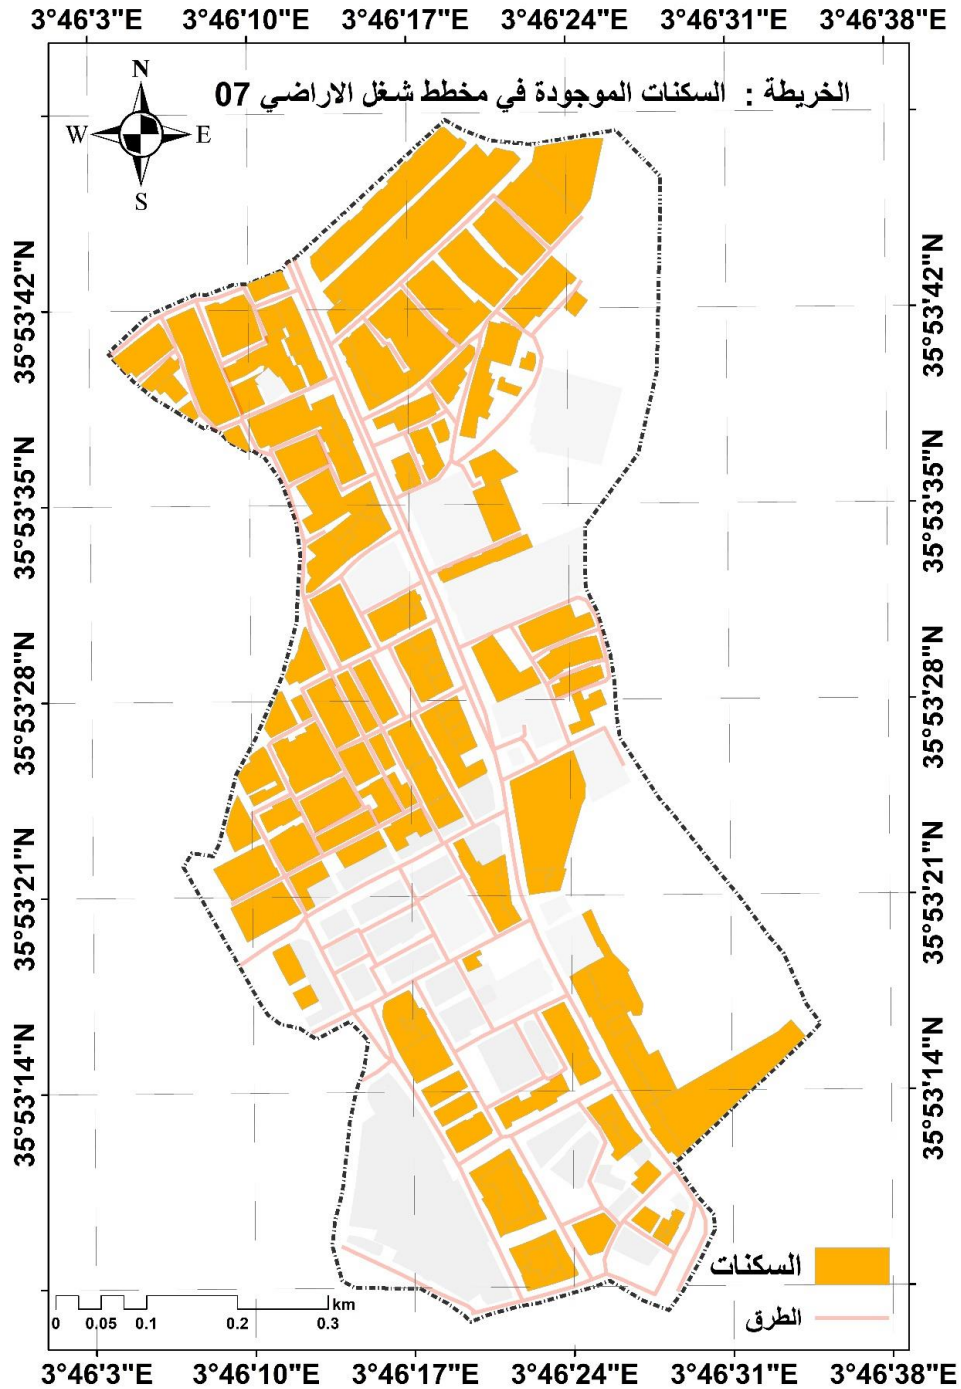 3°46'3"E 3°46'10"E 3°46'17"E 3°46'24"E 3°46'31"E 3°46'38"E
الخريطة : السكنات الموجودة في مخطط شغل الاراضي 07
N
W E
S
35°53'42"N 35°53'42"N
35°53'35"N 35°53'35"N
35°53'28"N 35°53'28"N
35°53'21"N 35°53'21"N
35°53'14"N 35°53'14"N
السكنات
الطرق
km
0 0.05 0.1 0.2 0.3
3°46'3"E 3°46'10"E 3°46'17"E 3°46'24"E 3°46'31"E 3°46'38"E